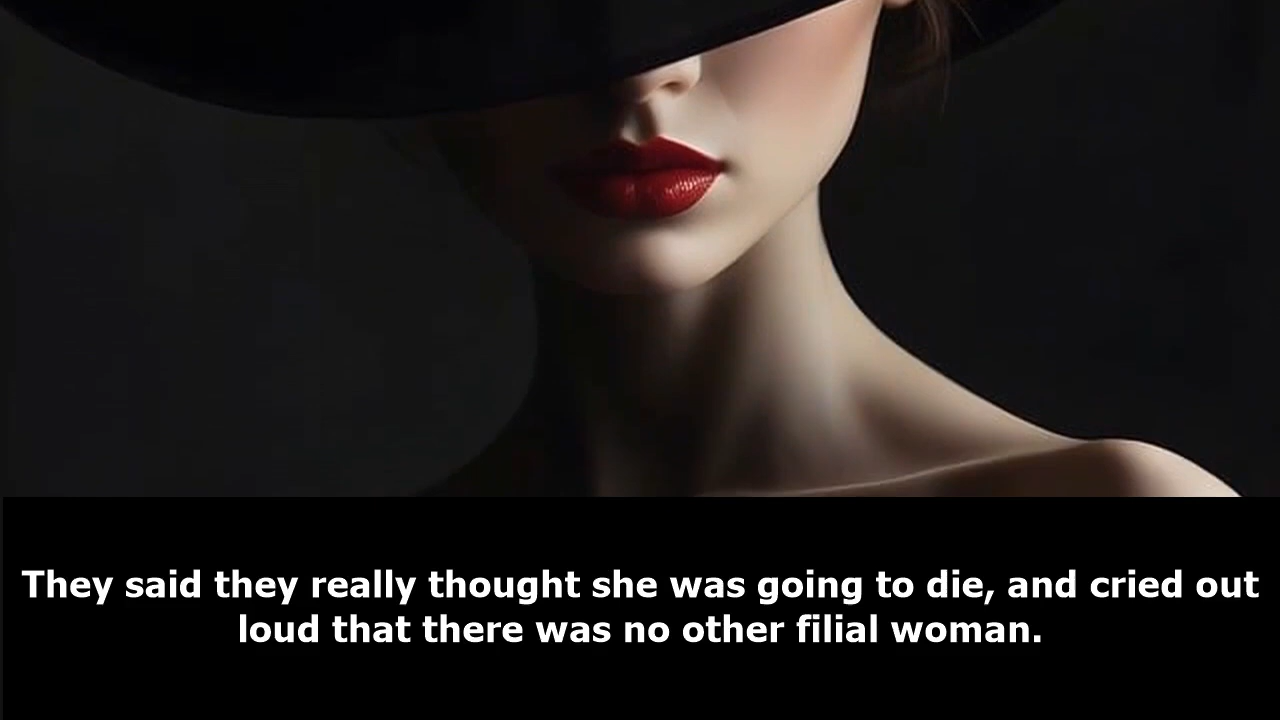 They said they really thought she was going to die, and cried out
loud that there was no other filial woman.